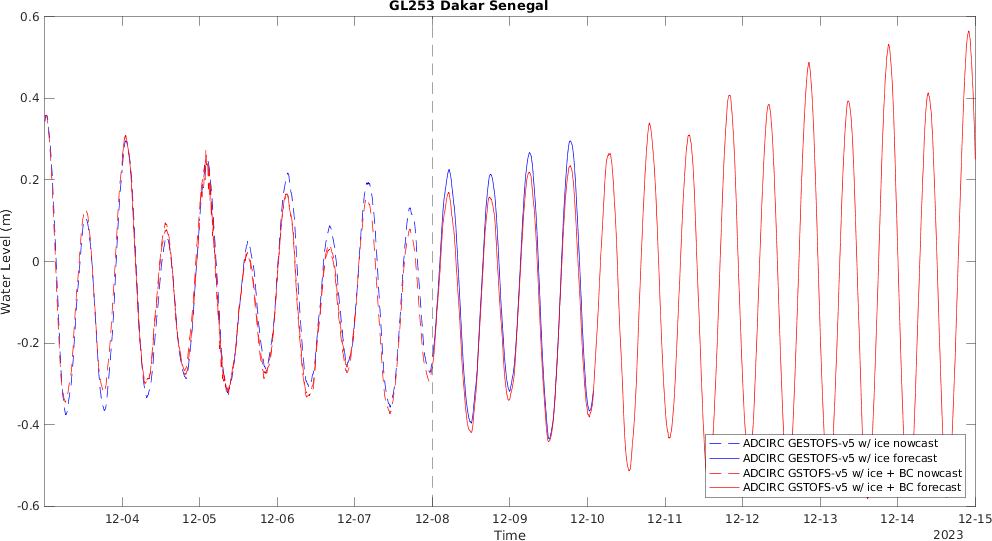 GL253 Dakar Senegal
0.6
0.4
0.2
0
-0.2
-0.4
-0.6
Water Level (m)
ADCIRC GESTOFS-v5 w/ ice nowcast
ADCIRC GESTOFS-v5 w/ ice forecast
ADCIRC GSTOFS-v5 w/ ice + BC nowcast
ADCIRC GSTOFS-v5 w/ ice + BC forecast
12-04 12-05 12-06 12-07 12-08 12-09 12-10 12-11 12-12 12-13 12-14 12-15
Time
2023